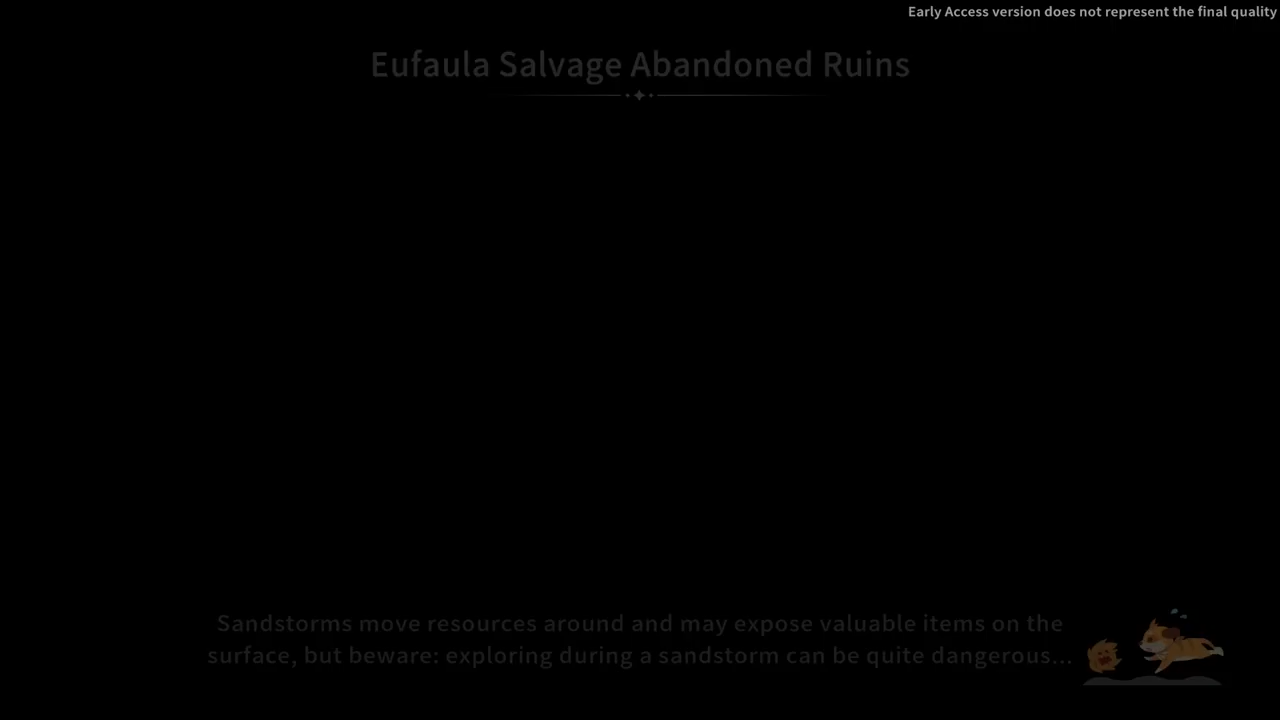 Early Access version does not represent the final quality
Eufaula Salvage Abandoned Ruins
Sandstorms move resources around and may expose valuable items on the
surface, but beware: exploring during a sandstorm can be quite dangerous...